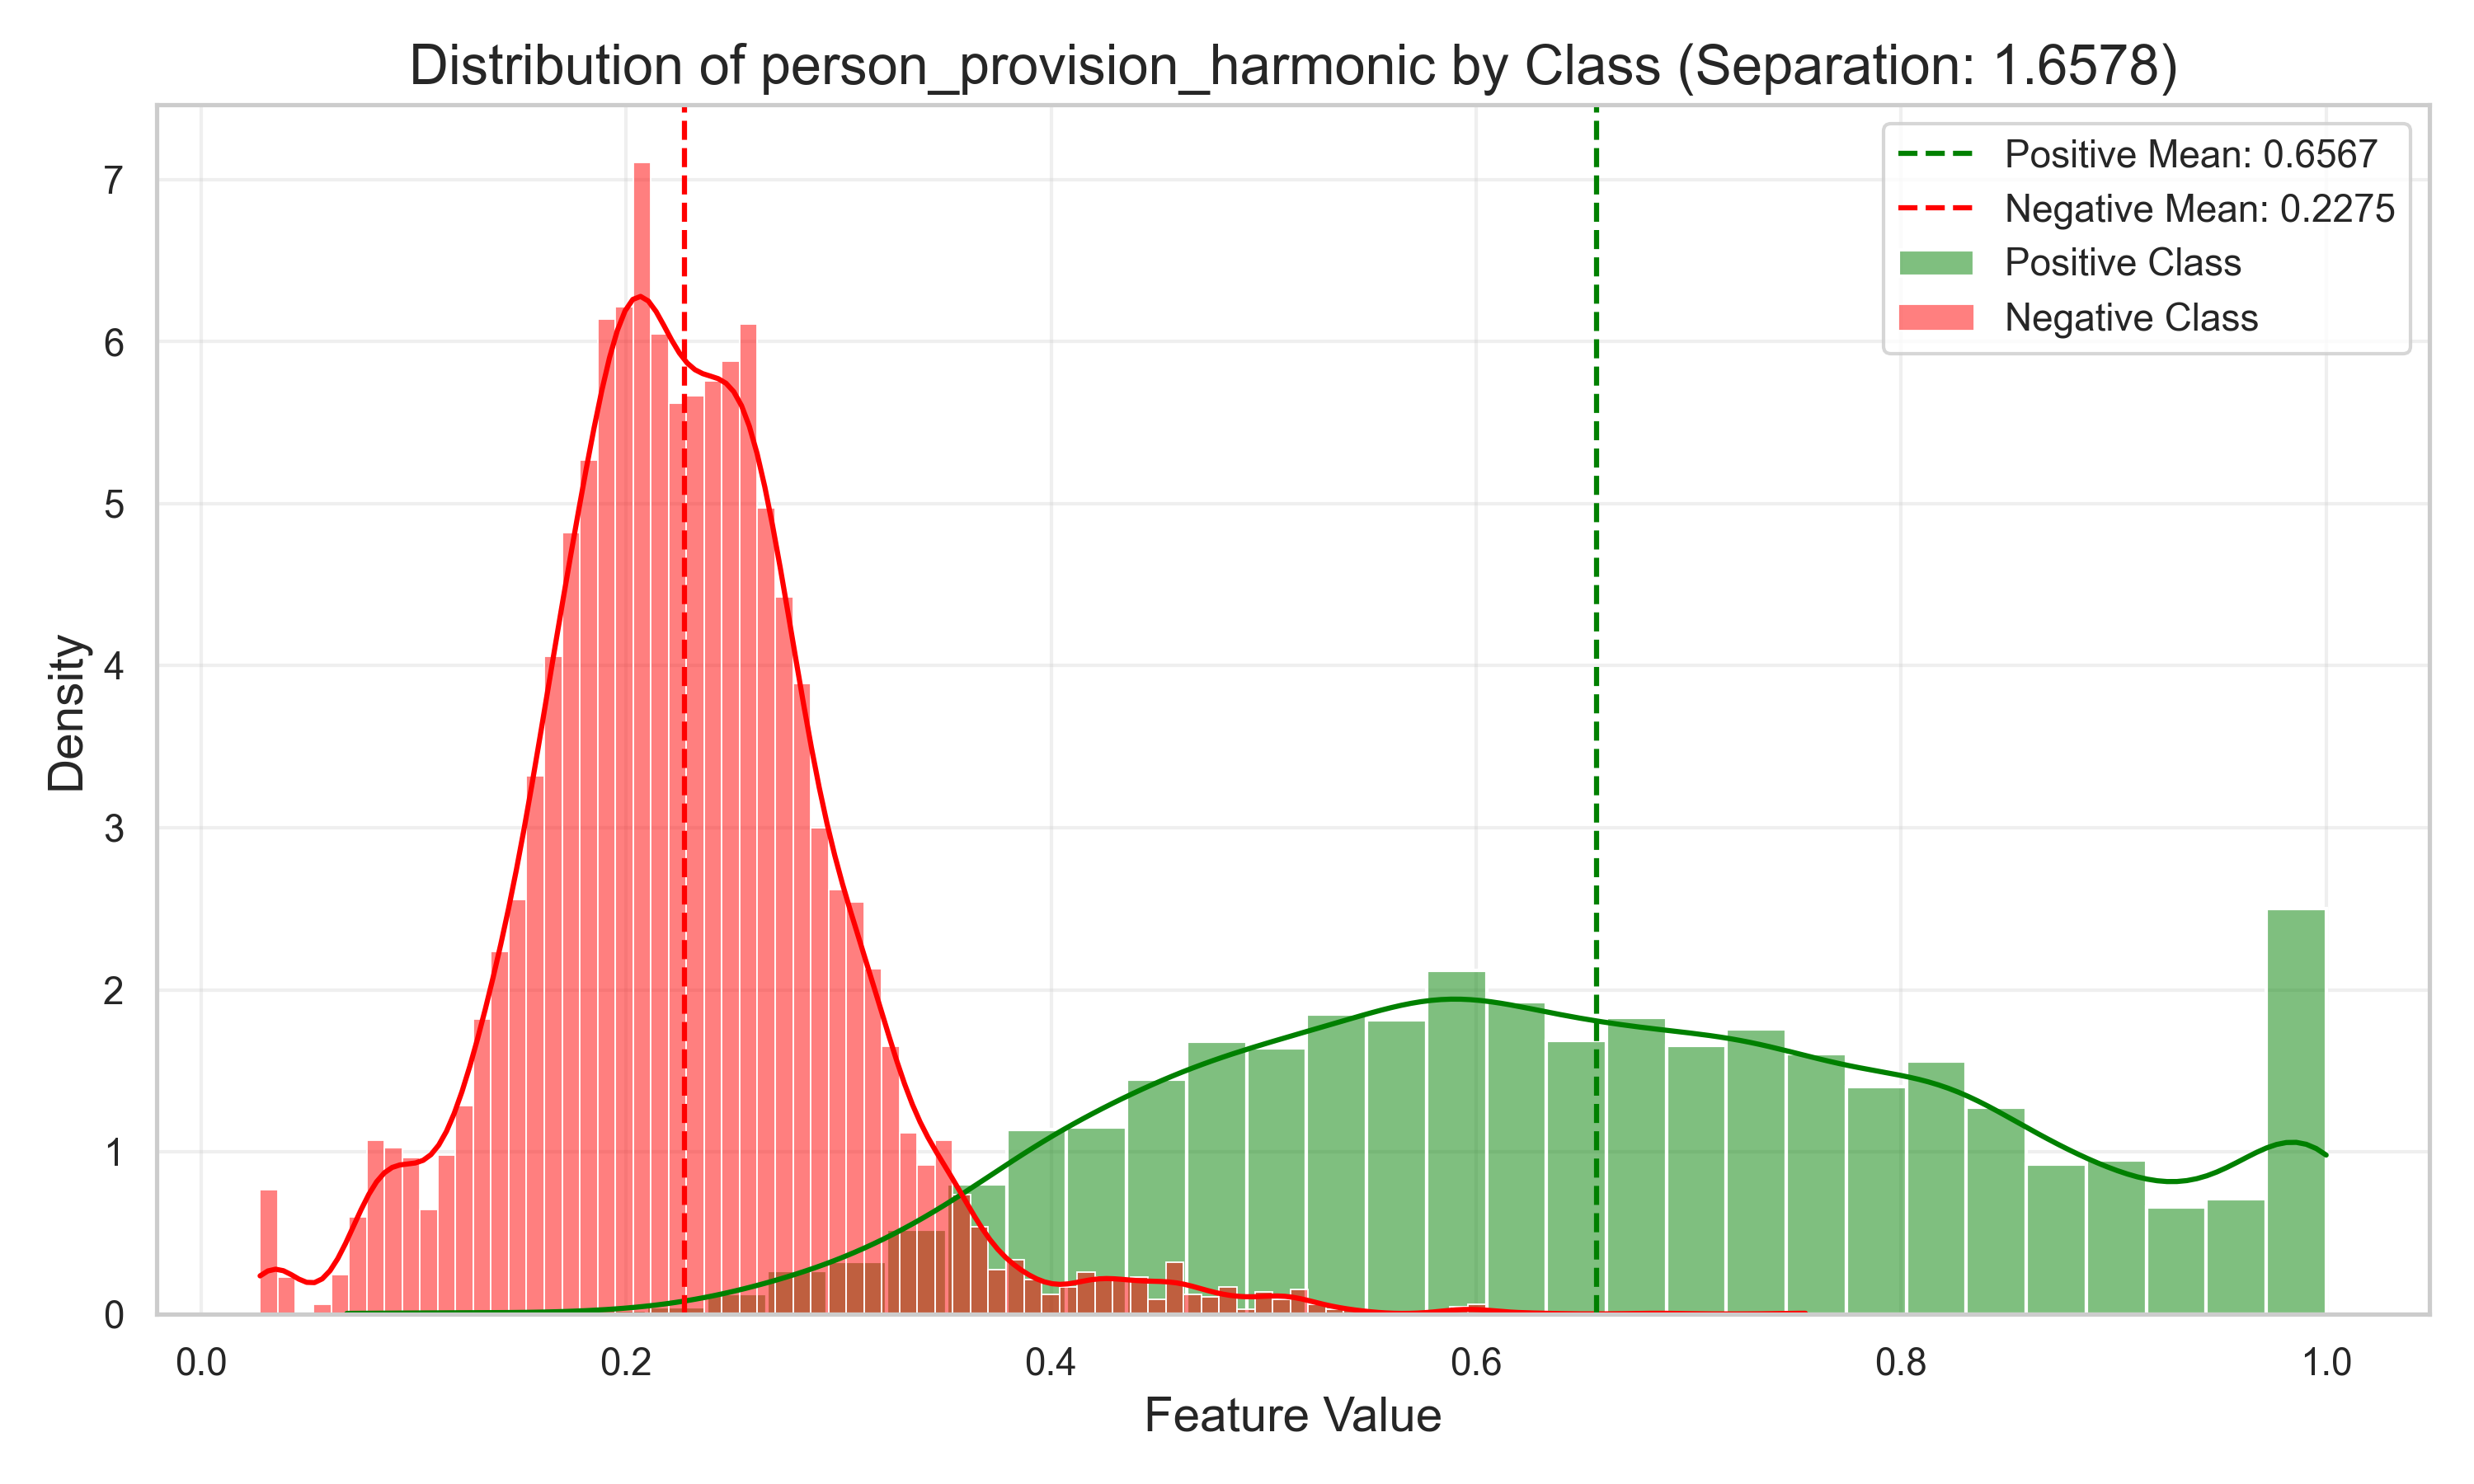 Distribution of person_provision_harmonic by Class (Separation: 1.6578)
Positive Mean: 0.6567
Negative Mean: 0.2275
Positive Class
Negative Class
7
6
5
4
3
2
1
0
Density
0.0 0.2 0.4 0.6 0.8 1.0
Feature Value